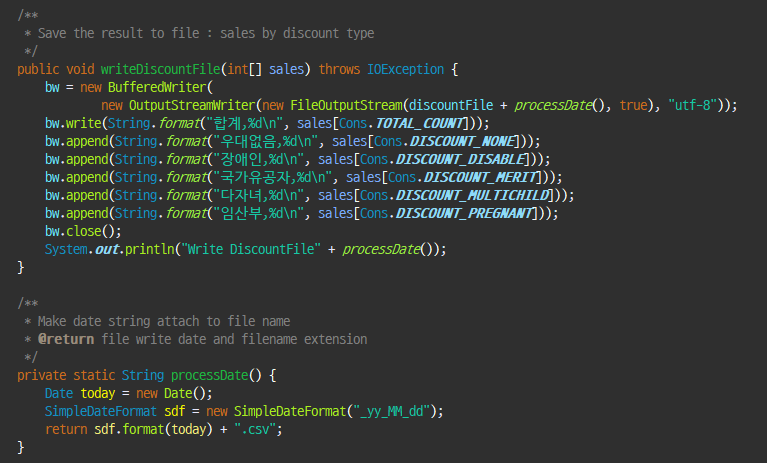 /**
 * Save the result to file : sales by discount type
 */
public void writeDiscountFile(int[] sales) throws IOException {
    bw = new BufferedWriter(
            new OutputStreamWriter(new FileOutputStream(discountFile + processDate(), true), "utf-8"));
    bw.write(String.format("합계,%d\n", sales[Cons.TOTAL_COUNT]));
    bw.append(String.format("우대없음,%d\n", sales[Cons.DISCOUNT_NONE]));
    bw.append(String.format("장애인,%d\n", sales[Cons.DISCOUNT_DISABLE]));
    bw.append(String.format("국가유공자,%d\n", sales[Cons.DISCOUNT_MERIT]));
    bw.append(String.format("다자녀,%d\n", sales[Cons.DISCOUNT_MULTICHILD]));
    bw.append(String.format("임산부,%d\n", sales[Cons.DISCOUNT_PREGNANT]));
    bw.close();
    System.out.println("Write DiscountFile" + processDate());
}
/**
 * Make date string attach to file name
 * @return file write date and filename extension
 */
private static String processDate() {
    Date today = new Date();
    SimpleDateFormat sdf = new SimpleDateFormat("_yy_MM_dd");
    return sdf.format(today) + ".csv";
}